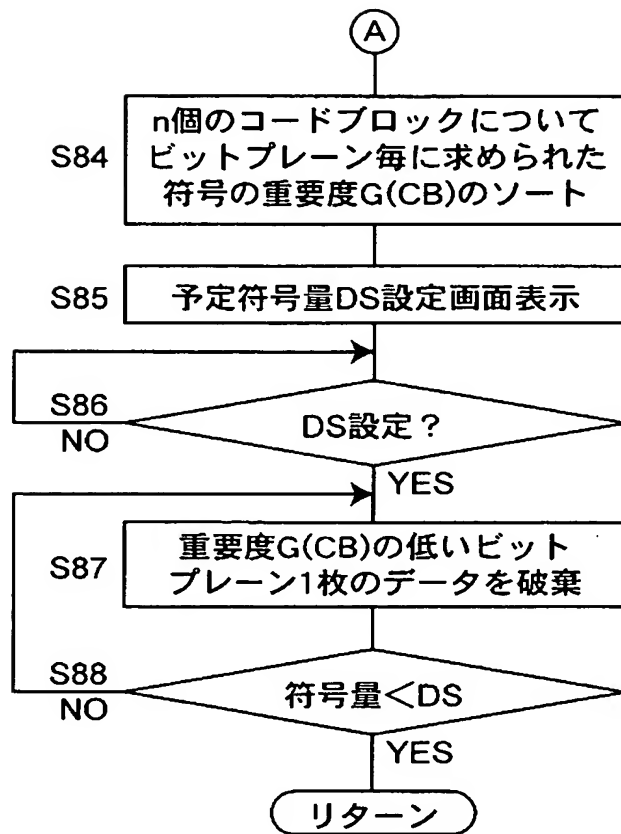 A
S84
n個のコードブロックについて
ビットプレーン毎に求められた
符号の重要度G(CB)のソート
S85
予定符号量DS設定画面表示
S86
NO
DS設定？
YES
S87
重要度G(CB)の低いビット
プレーン1枚のデータを破棄
S88
NO
符号量＜DS
YES
リターン